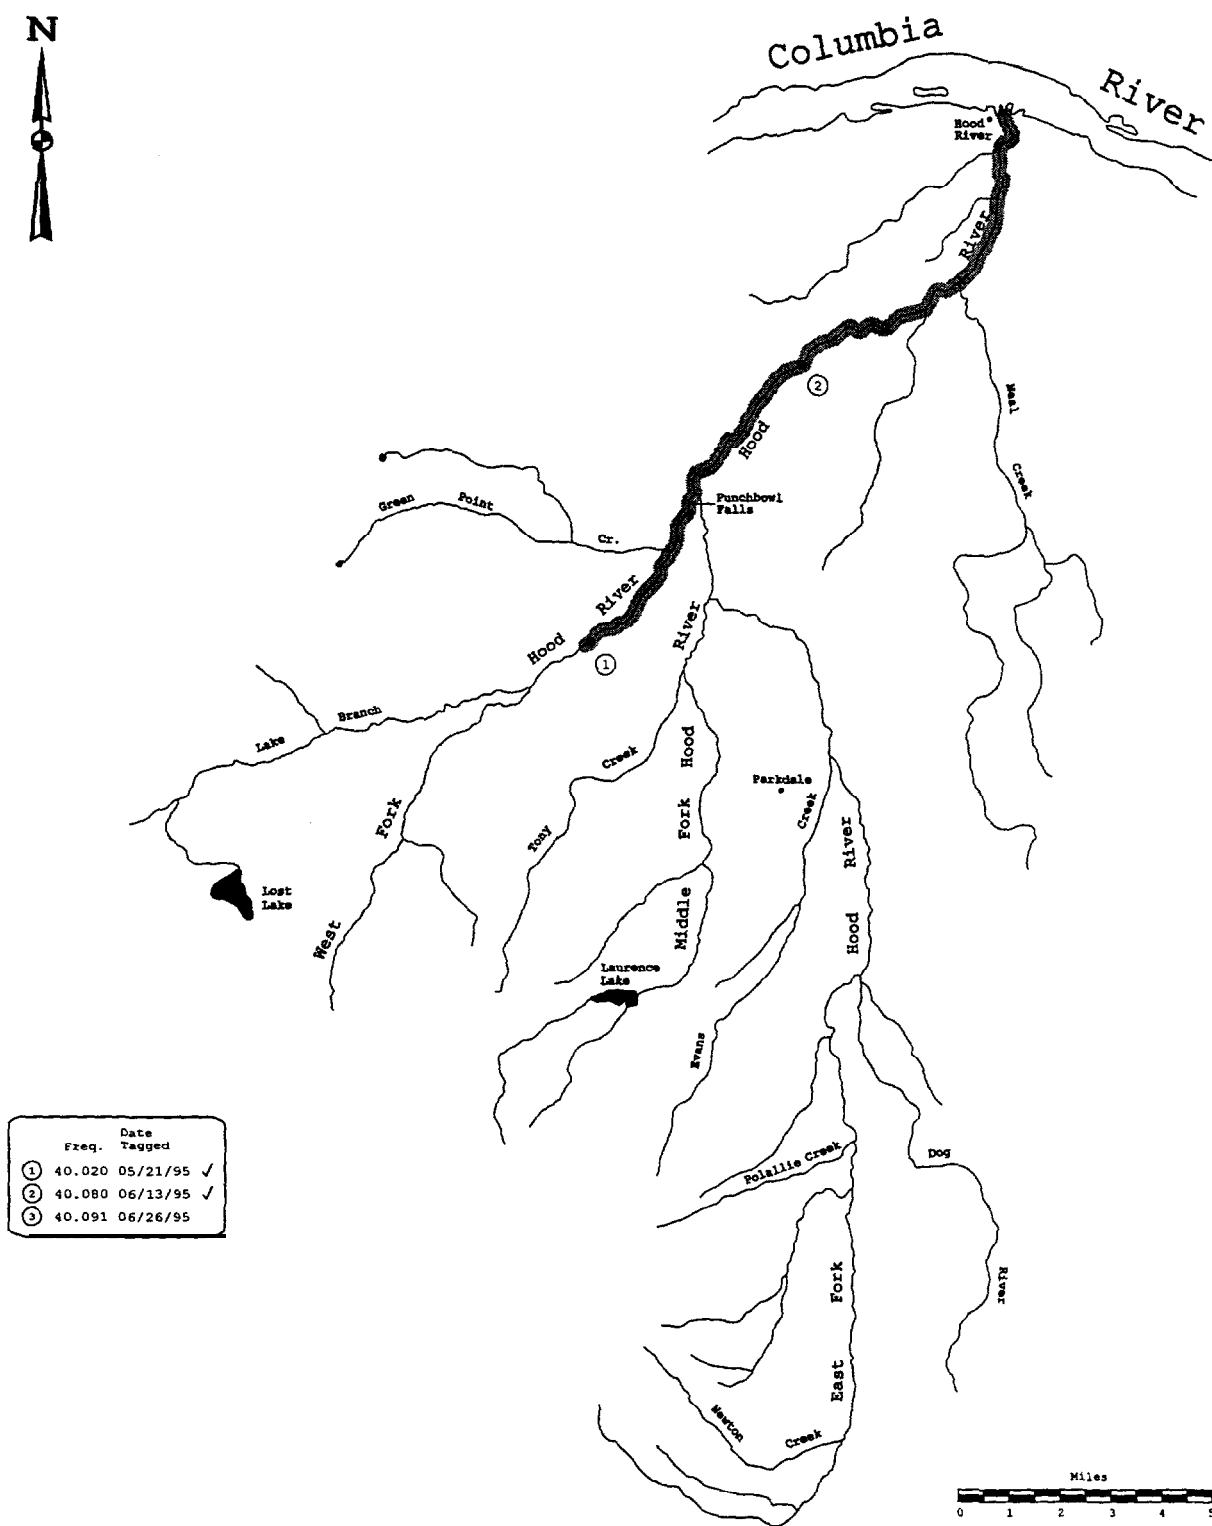 N
Columbia
River
Hood
River
River
Hood
2
Neal
Creek
Punchbowl
Falls
Green Point Cr.
River
Hood
1
River
Branch
Lake
Lost
Lake
Fork
West
Creek
Tony
Hood
Fork
Middle
Laurence
Lake
Parkdale
Creek
Evans
River
Hood
Polallie Creek
Dog
River
Fork
East
Newton
Creek
Date
Freq. Tagged
1 40.020 05/21/95 ✓
2 40.080 06/13/95 ✓
3 40.091 06/26/95
Miles
0 1 2 3 4 5